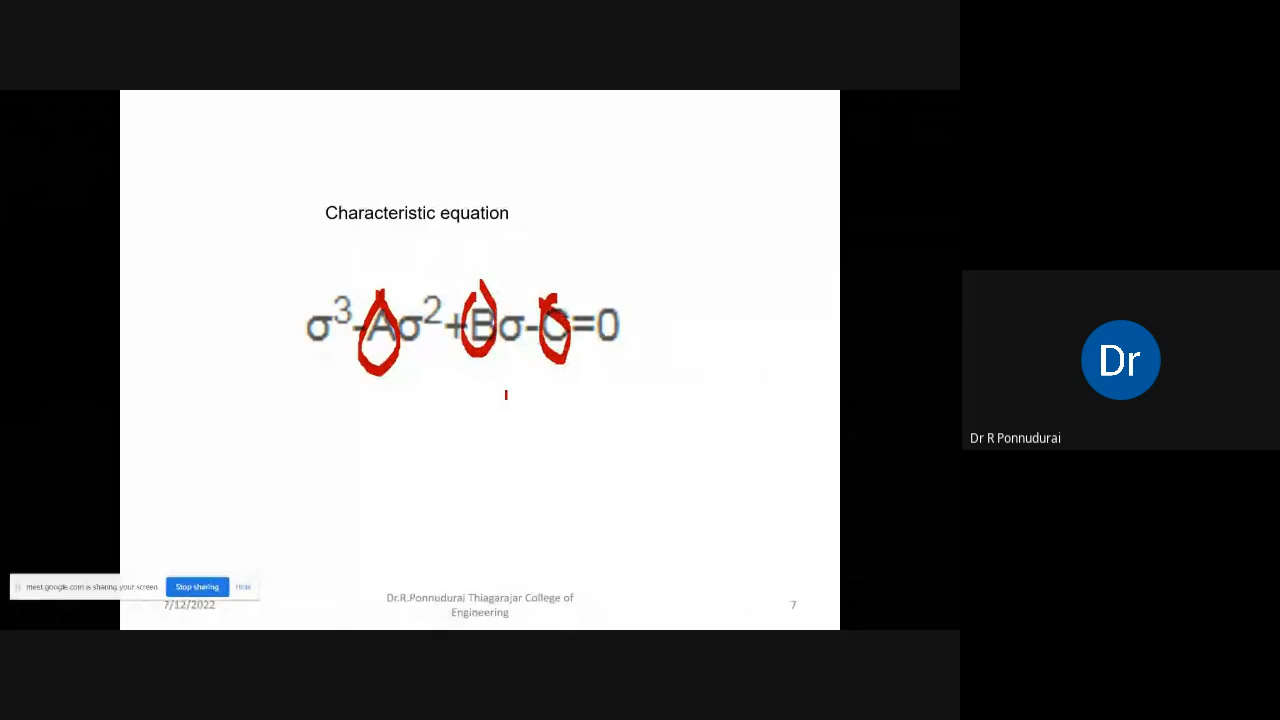 Characteristic equation
σ³-Aσ²+Bσ-C=0
meet.google.com is sharing your screen. Stop sharing Hide
7/12/2022
Dr.R.Ponnudurai Thiagarajar College of
Engineering
7
Dr
Dr R Ponnudurai